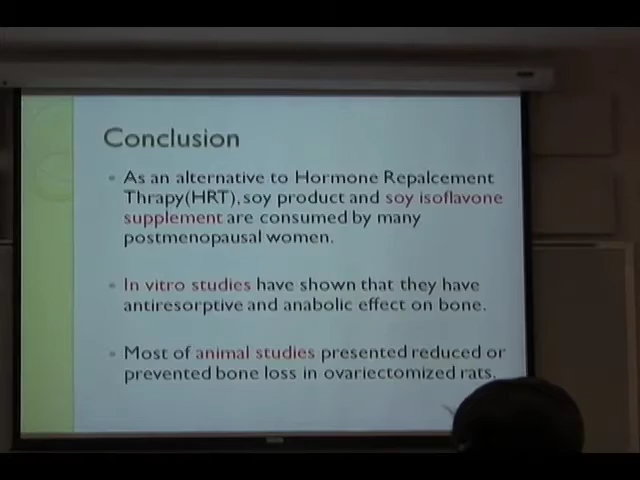 Conclusion
As an alternative to Hormone Repalcement
Thrapy(HRT), soy product and soy isoflavone
supplement are consumed by many
postmenopausal women.
In vitro studies have shown that they have
antiresorptive and anabolic effect on bone.
Most of animal studies presented reduced or
prevented bone loss in ovariectomized rats.